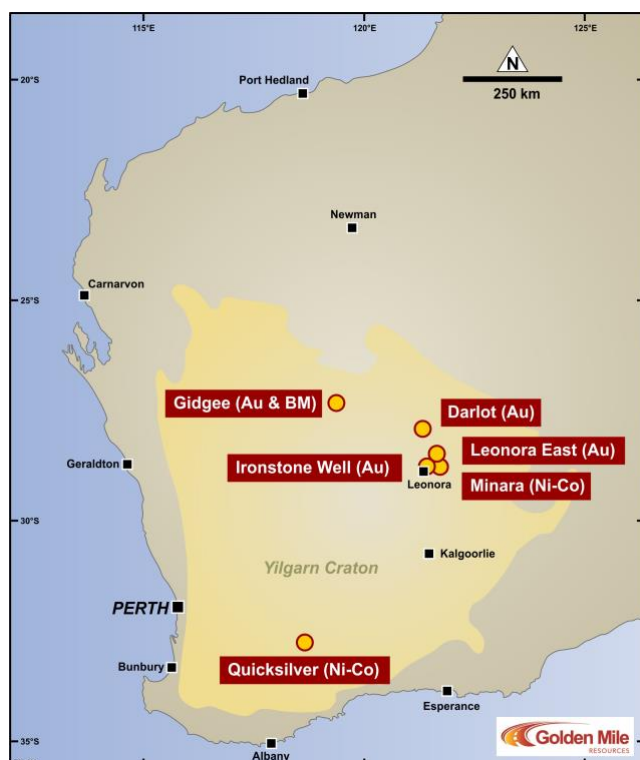 115°E
120°E
125°E
20°S
Port Hedland
N
250 km
Newman
Carnarvon
25°S
Gidgee (Au & BM)
Darlot (Au)
Leonora East (Au)
Geraldton
Ironstone Well (Au)
Leonora
Minara (Ni-Co)
30°S
Kalgoorlie
Yilgarn Craton
PERTH
Bunbury
Quicksilver (Ni-Co)
Esperance
35°S
Albany
Golden Mile
RESOURCES